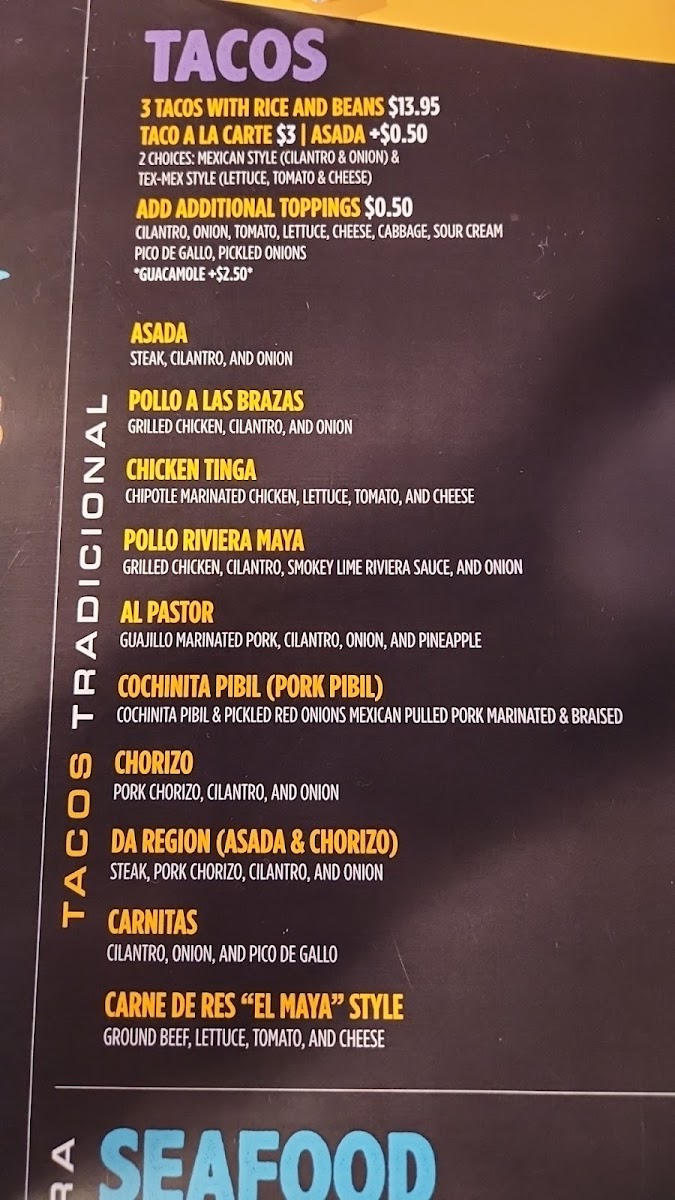 TACOS
3 TACOS WITH RICE AND BEANS $13.95
TACO A LA CARTE $3 | ASADA +$0.50
2 CHOICES: MEXICAN STYLE (CILANTRO & ONION) &
TEX-MEX STYLE (LETTUCE, TOMATO & CHEESE)
ADD ADDITIONAL TOPPINGS $0.50
CILANTRO, ONION, TOMATO, LETTUCE, CHEESE, CABBAGE, SOUR CREAM
PICO DE GALLO, PICKLED ONIONS
*GUACAMOLE +$2.50*
TACOS TRADICIONAL
ASADA
STEAK, CILANTRO, AND ONION
POLLO A LAS BRAZAS
GRILLED CHICKEN, CILANTRO, AND ONION
CHICKEN TINGA
CHIPOTLE MARINATED CHICKEN, LETTUCE, TOMATO, AND CHEESE
POLLO RIVIERA MAYA
GRILLED CHICKEN, CILANTRO, SMOKEY LIME RIVIERA SAUCE, AND ONION
AL PASTOR
GUAJILLO MARINATED PORK, CILANTRO, ONION, AND PINEAPPLE
COCHINITA PIBIL (PORK PIBIL)
COCHINITA PIBIL & PICKLED RED ONIONS MEXICAN PULLED PORK MARINATED & BRAISED
CHORIZO
PORK CHORIZO, CILANTRO, AND ONION
DA REGION (ASADA & CHORIZO)
STEAK, PORK CHORIZO, CILANTRO, AND ONION
CARNITAS
CILANTRO, ONION, AND PICO DE GALLO
CARNE DE RES “EL MAYA” STYLE
GROUND BEEF, LETTUCE, TOMATO, AND CHEESE
SEAFOOD